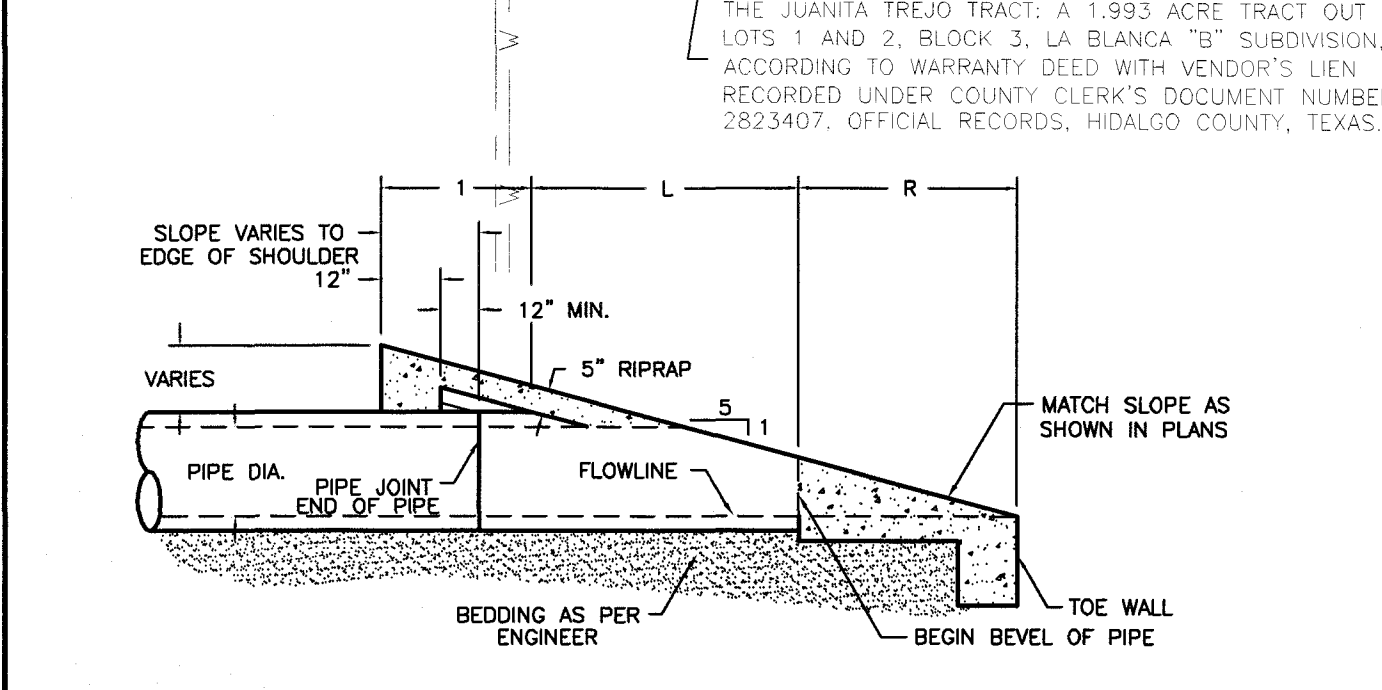 THE JUANITA TREJO TRACT: A 1.993 ACRE TRACT OUT
LOTS 1 AND 2, BLOCK 3, LA BLANCA "B" SUBDIVISION,
ACCORDING TO WARRANTY DEED WITH VENDOR'S LIEN
RECORDED UNDER COUNTY CLERK'S DOCUMENT NUMBE
2823407, OFFICIAL RECORDS, HIDALGO COUNTY, TEXAS.
W
W
1
L
R
SLOPE VARIES TO
EDGE OF SHOULDER
12"
12" MIN.
5" RIPRAP
VARIES
5
1
MATCH SLOPE AS
SHOWN IN PLANS
PIPE DIA.
PIPE JOINT
END OF PIPE
FLOWLINE
BEDDING AS PER
ENGINEER
TOE WALL
BEGIN BEVEL OF PIPE